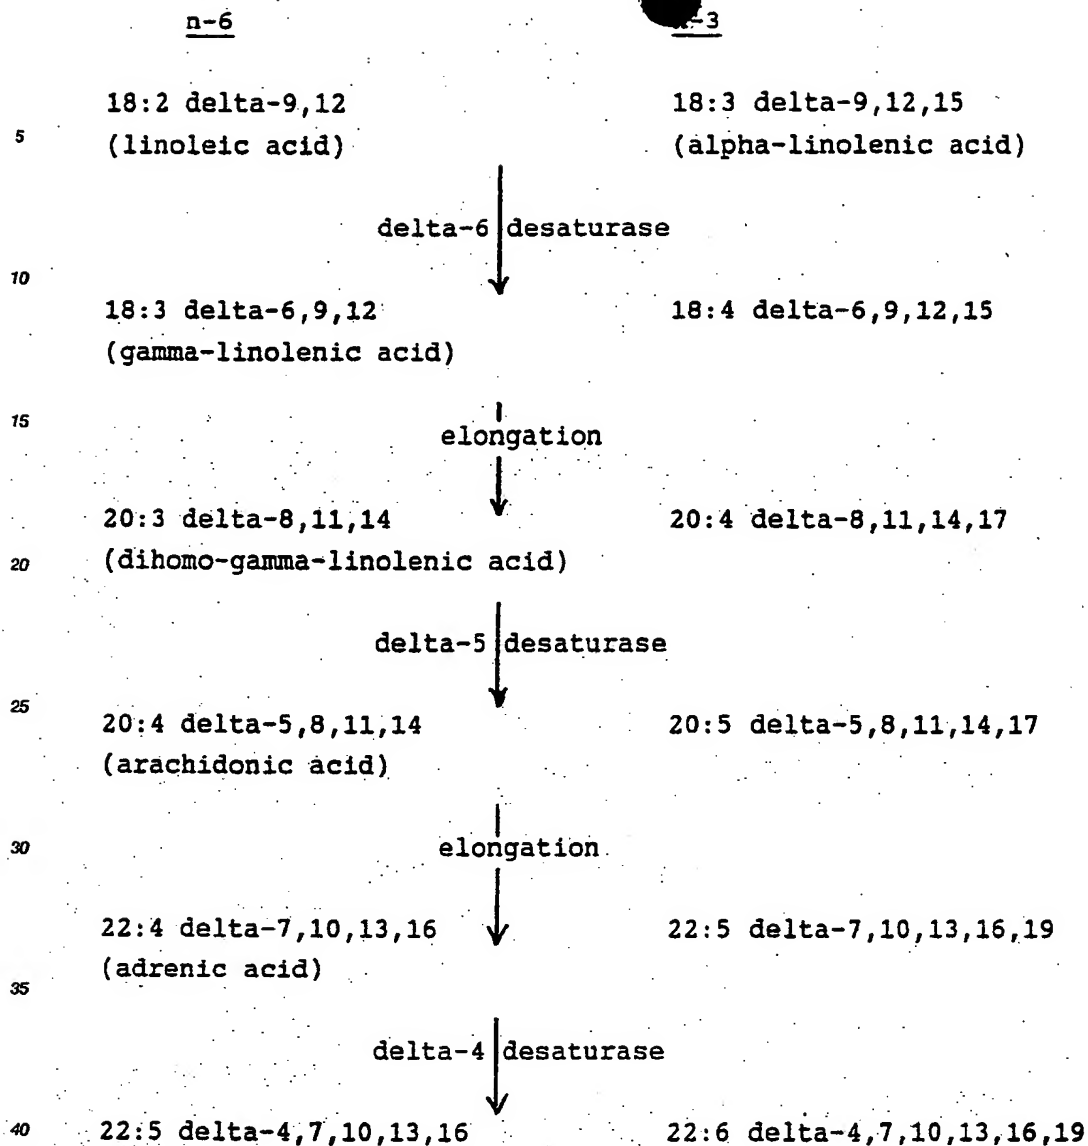 n-6 -3
18:2 delta-9,12 18:3 delta-9,12,15
5 (linoleic acid) (alpha-linolenic acid)
delta-6 desaturase
10
18:3 delta-6,9,12 18:4 delta-6,9,12,15
(gamma-linolenic acid)
15
elongation
20:3 delta-8,11,14 20:4 delta-8,11,14,17
20 (dihomo-gamma-linolenic acid)
delta-5 desaturase
25
20:4 delta-5,8,11,14 20:5 delta-5,8,11,14,17
(arachidonic acid)
30 elongation
22:4 delta-7,10,13,16 22:5 delta-7,10,13,16,19
(adrenic acid)
35
delta-4 desaturase
40 22:5 delta-4,7,10,13,16 22:6 delta-4,7,10,13,16,19